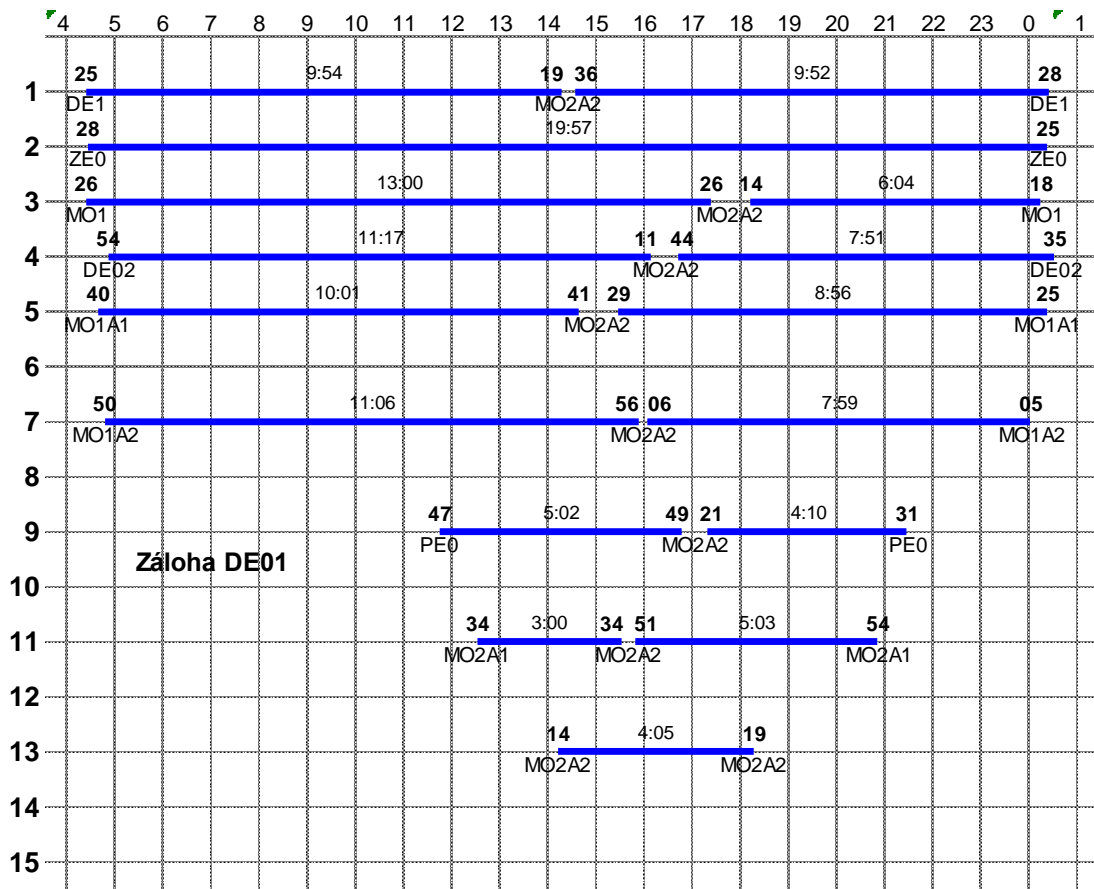 4 5 6 7 8 9 10 11 12 13 14 15 16 17 18 19 20 21 22 23 0 1
25 9:54 19 36 9:52 28
1
DE1 MO2A2 DE1
28 19:57 25
2
ZE0 ZE0
26 13:00 26 14 6:04 18
3
MO1 MO2A2 MO1
54 11:17 11 44 7:51 35
4
DE02 MO2A2 DE02
40 10:01 41 29 8:56 25
5
MO1A1 MO2A2 MO1A1
6
50 11:06 56 06 7:59 05
7
MO1A2 MO2A2 MO1A2
8
47 5:02 49 21 4:10 31
9
PE0 MO2A2 PE0
Záloha DE01
10
34 3:00 34 51 5:03 54
11
MO2A1 MO2A2 MO2A1
12
14 4:05 19
13
MO2A2 MO2A2
14
15